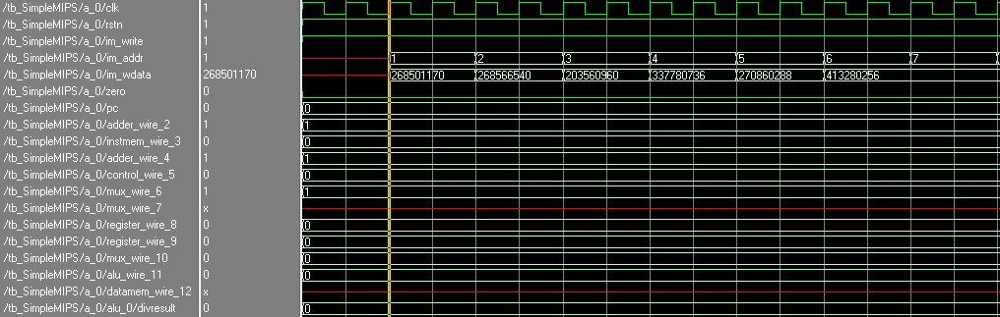 /tb_SimpleMIPS/a_0/clk 1
/tb_SimpleMIPS/a_0/rstn 1
/tb_SimpleMIPS/a_0/im_write 1
/tb_SimpleMIPS/a_0/im_addr 1 1 2 3 4 5 6 7
/tb_SimpleMIPS/a_0/im_wdata 268501170 268501170 268566540 203560960 337780736 270860288 413280256
/tb_SimpleMIPS/a_0/zero 0
/tb_SimpleMIPS/a_0/pc 0 0
/tb_SimpleMIPS/a_0/adder_wire_2 1 1
/tb_SimpleMIPS/a_0/instmem_wire_3 0 0
/tb_SimpleMIPS/a_0/adder_wire_4 1 1
/tb_SimpleMIPS/a_0/control_wire_5 0 0
/tb_SimpleMIPS/a_0/mux_wire_6 1 1
/tb_SimpleMIPS/a_0/mux_wire_7 x
/tb_SimpleMIPS/a_0/register_wire_8 0 0
/tb_SimpleMIPS/a_0/register_wire_9 0 0
/tb_SimpleMIPS/a_0/mux_wire_10 0 0
/tb_SimpleMIPS/a_0/alu_wire_11 0 0
/tb_SimpleMIPS/a_0/datamem_wire_12 x
/tb_SimpleMIPS/a_0/alu_0/divresult 0 0